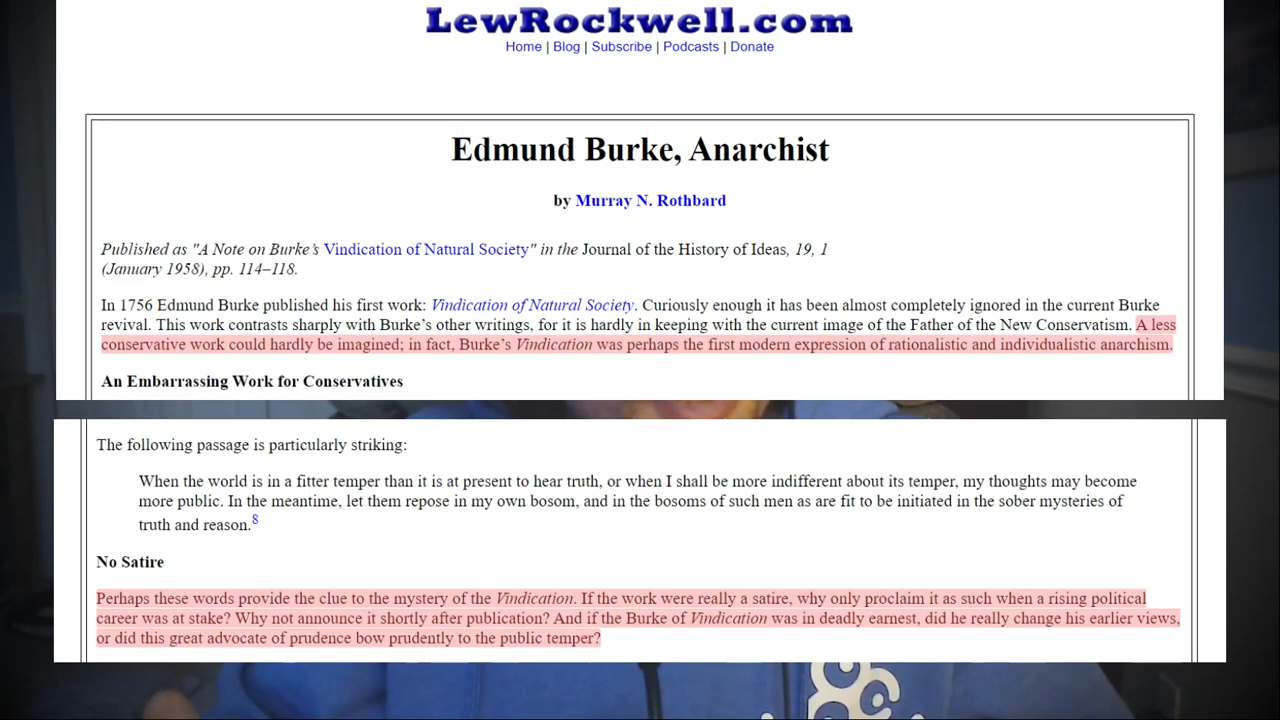 LewRockwell.com
Home | Blog | Subscribe | Podcasts | Donate
Edmund Burke, Anarchist
by Murray N. Rothbard
Published as "A Note on Burke’s Vindication of Natural Society" in the Journal of the History of Ideas, 19, 1
(January 1958), pp. 114–118.
In 1756 Edmund Burke published his first work: Vindication of Natural Society. Curiously enough it has been almost completely ignored in the current Burke
revival. This work contrasts sharply with Burke’s other writings, for it is hardly in keeping with the current image of the Father of the New Conservatism. A less
conservative work could hardly be imagined; in fact, Burke’s Vindication was perhaps the first modern expression of rationalistic and individualistic anarchism.
An Embarrassing Work for Conservatives
The following passage is particularly striking:
When the world is in a fitter temper than it is at present to hear truth, or when I shall be more indifferent about its temper, my thoughts may become
more public. In the meantime, let them repose in my own bosom, and in the bosoms of such men as are fit to be initiated in the sober mysteries of
truth and reason.8
No Satire
Perhaps these words provide the clue to the mystery of the Vindication. If the work were really a satire, why only proclaim it as such when a rising political
career was at stake? Why not announce it shortly after publication? And if the Burke of Vindication was in deadly earnest, did he really change his earlier views,
or did this great advocate of prudence bow prudently to the public temper?